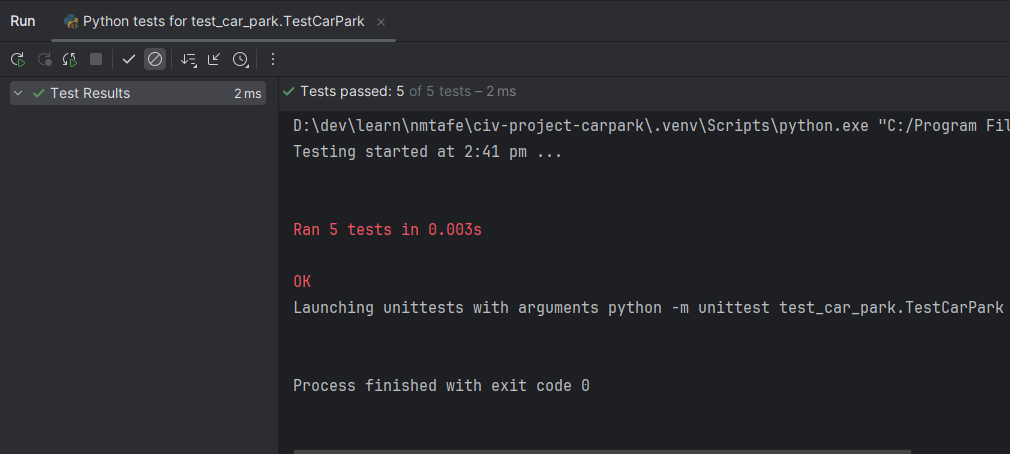 Run Python tests for test_car_park.TestCarPark
Test Results 2 ms
Tests passed: 5 of 5 tests – 2 ms
D:\dev\learn\nmtafe\civ-project-carpark\.venv\Scripts\python.exe "C:/Program Fil
Testing started at 2:41 pm ...
Ran 5 tests in 0.003s
OK
Launching unittests with arguments python -m unittest test_car_park.TestCarPark
Process finished with exit code 0